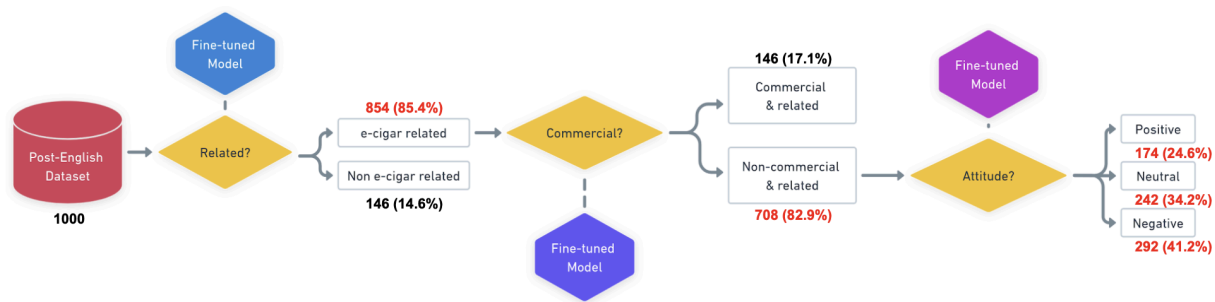 Fine-tuned
Model
Post-English
Dataset
1000
Related?
854 (85.4%)
e-cigar related
Non e-cigar related
146 (14.6%)
Commercial?
Fine-tuned
Model
146 (17.1%)
Commercial
& related
Non-commercial
& related
708 (82.9%)
Fine-tuned
Model
Attitude?
Positive
174 (24.6%)
Neutral
242 (34.2%)
Negative
292 (41.2%)